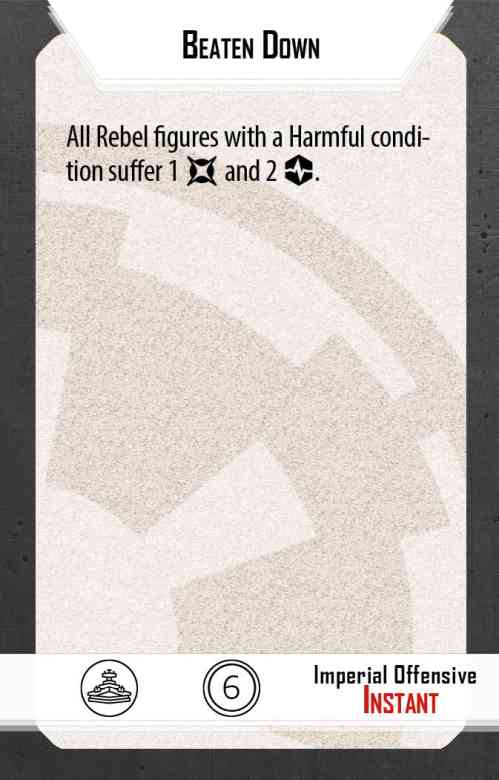 Beaten Down
All Rebel figures with a Harmful condi-
tion suffer 1 and 2 .
6
Imperial Offensive
Instant